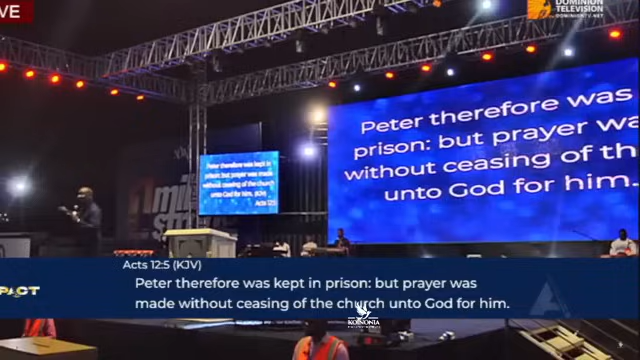 VE
DOMINION
TELEVISION
DOMINIONTV.NET
Peter therefore was
prison: but prayer wa
without ceasing of th
unto God for him.
Peter therefore was kept in
prison: but prayer was made
without ceasing of the church
unto God for him. (KJV)
Acts 12:5
1
Acts 12:5 (KJV)
Peter therefore was kept in prison: but prayer was
made without ceasing of the church unto God for him.
PACT
KOINONIA